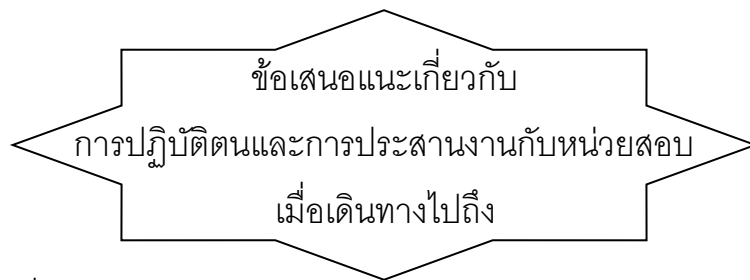 ข้อเสนอแนะเกี่ยวกับ
การปฏิบัติตนและการประสานงานกับหน่วยสอบ
เมื่อเดินทางไปถึง